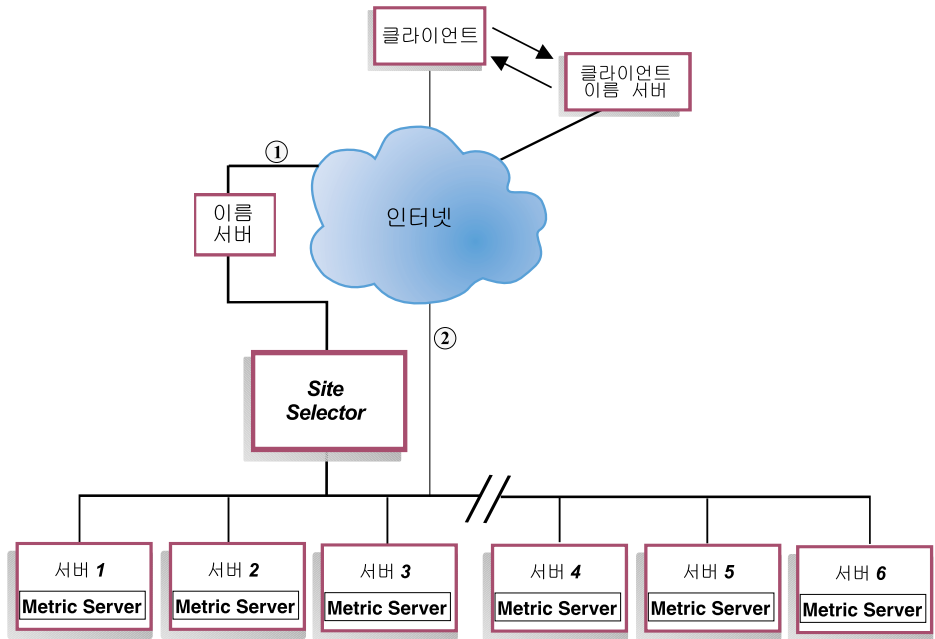 클라이언트
클라이언트
이름 서버
①
이름
서버
인터넷
②
Site
Selector
서버 1
Metric Server
서버 2
Metric Server
서버 3
Metric Server
서버 4
Metric Server
서버 5
Metric Server
서버 6
Metric Server